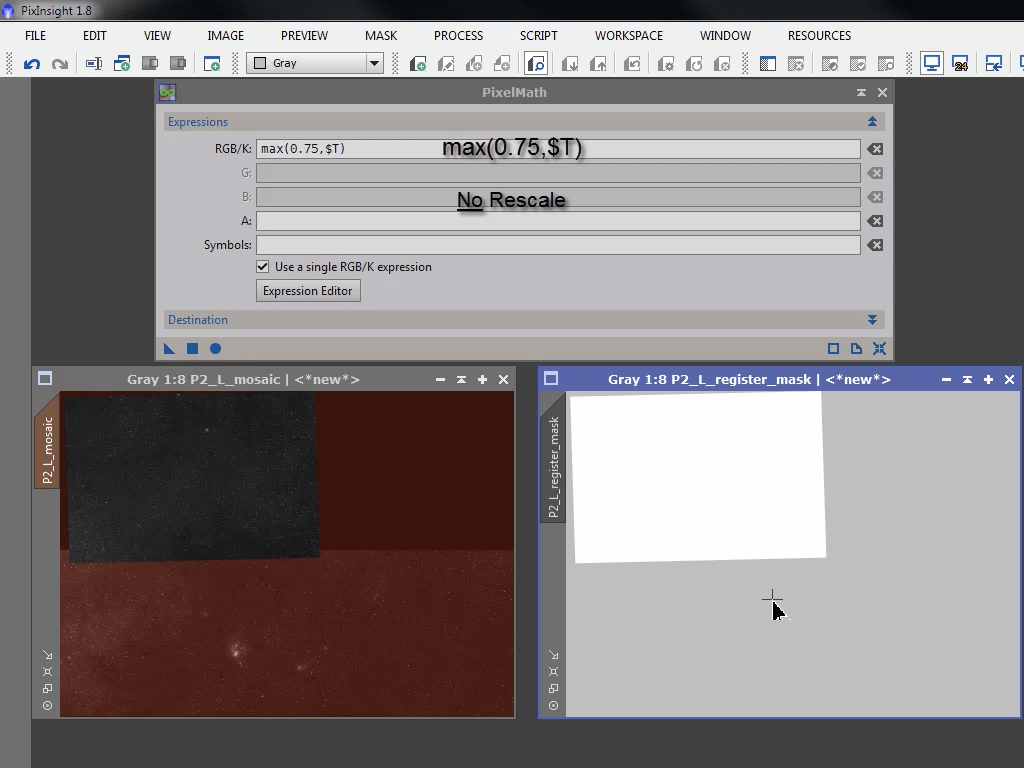 PixInsight 1.8
FILE EDIT VIEW IMAGE PREVIEW MASK PROCESS SCRIPT WORKSPACE WINDOW RESOURCES
Gray
24
PixelMath
Expressions
RGB/K: max(0.75,$T) max(0.75,$T)
G:
B: No Rescale
A:
Symbols:
Use a single RGB/K expression
Expression Editor
Destination
Gray 1:8 P2_L_mosaic | <*new*>
P2_L_mosaic
Gray 1:8 P2_L_register_mask | <*new*>
P2_L_register_mask